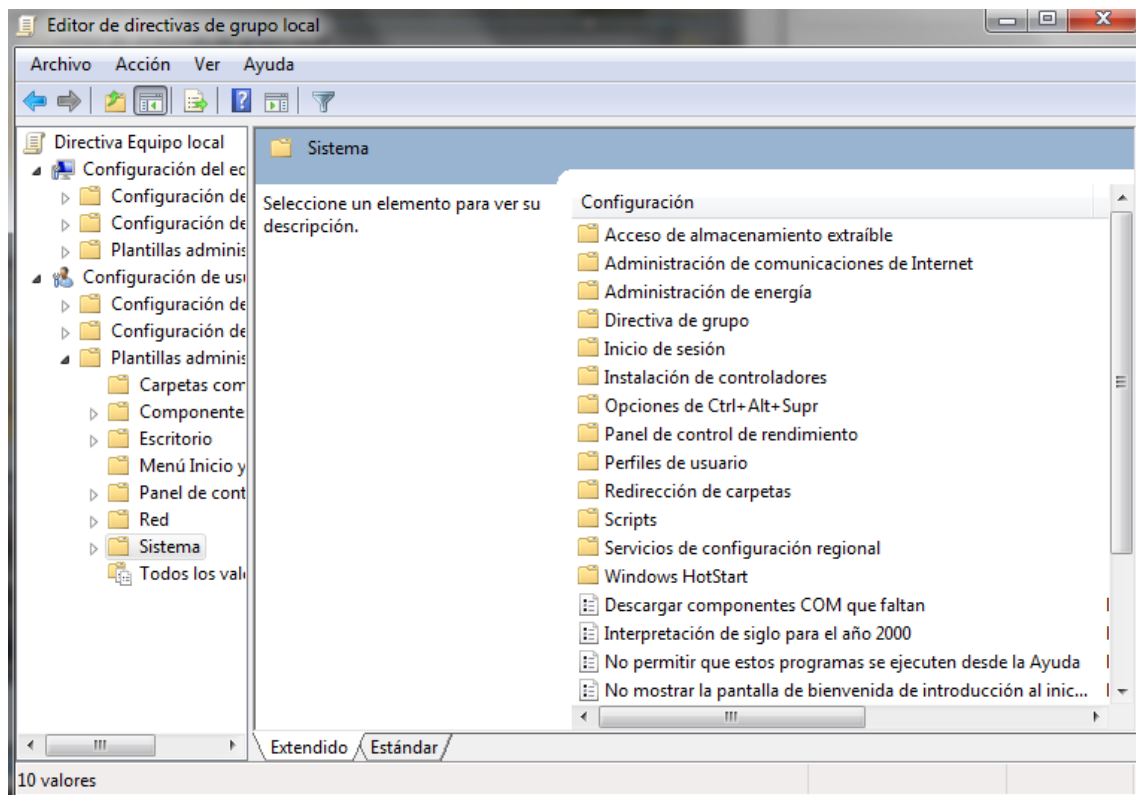 Editor de directivas de grupo local
Archivo Acción Ver Ayuda
Directiva Equipo local
Configuración del ec
Configuración de
Configuración de
Plantillas adminis
Configuración de usu
Configuración de
Configuración de
Plantillas adminis
Carpetas com
Componente
Escritorio
Menú Inicio y
Panel de cont
Red
Sistema
Todos los val
Sistema
Seleccione un elemento para ver su
descripción.
Configuración
Acceso de almacenamiento extraíble
Administración de comunicaciones de Internet
Administración de energía
Directiva de grupo
Inicio de sesión
Instalación de controladores
Opciones de Ctrl+Alt+Supr
Panel de control de rendimiento
Perfiles de usuario
Redirección de carpetas
Scripts
Servicios de configuración regional
Windows HotStart
Descargar componentes COM que faltan
Interpretación de siglo para el año 2000
No permitir que estos programas se ejecuten desde la Ayuda
No mostrar la pantalla de bienvenida de introducción al inic...
Extendido Estándar
10 valores